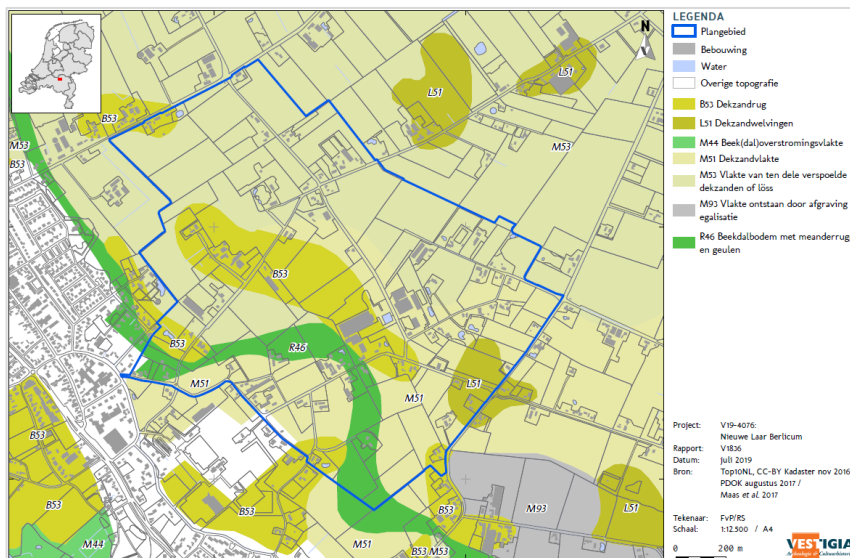 LEGENDA
Plangebied
Bebouwing
Water
Overige topografie
B53 Dekzandrug
L51 Dekzandwelvingen
M44 Beek(dal)overstromingsvlakte
M51 Dekzandvlakte
M53 Vlakte van ten dele verspoelde
dekzanden of löss
M93 Vlakte ontstaan door afgraving
egalisatie
R46 Beekdalbodem met meanderrug
en geulen
N
L51
L51
B53
M53
B53
M53
B53
B53
R46
L51
M51
M51
B53
B53
B53
B53
M93
L51
M44
M51
B53 M53
Project: V19-4076:
Nieuwe Laar Berlicum
Rapport: V1836
Datum: juli 2019
Bron: Top10NL, CC-BY Kadaster nov 2016
PDOK augustus 2017 /
Maas et al. 2017
Tekenaar: FvP/RS
Schaal: 1:12.500 / A4
0 200 m
VESTIGIA